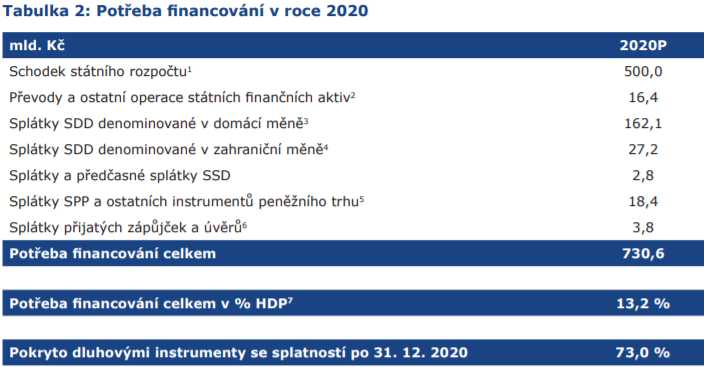 Tabulka 2: Potřeba financování v roce 2020
mld. Kč 2020P
Schodek státního rozpočtu¹ 500,0
Převody a ostatní operace státních finančních aktiv² 16,4
Splátky SDD denominované v domácí měně³ 162,1
Splátky SDD denominované v zahraniční měně⁴ 27,2
Splátky a předčasné splátky SSD 2,8
Splátky SPP a ostatních instrumentů peněžního trhu⁵ 18,4
Splátky přijatých zápůjček a úvěrů⁶ 3,8
Potřeba financování celkem 730,6
Potřeba financování celkem v % HDP⁷ 13,2 %
Pokryto dluhovými instrumenty se splatností po 31. 12. 2020 73,0 %